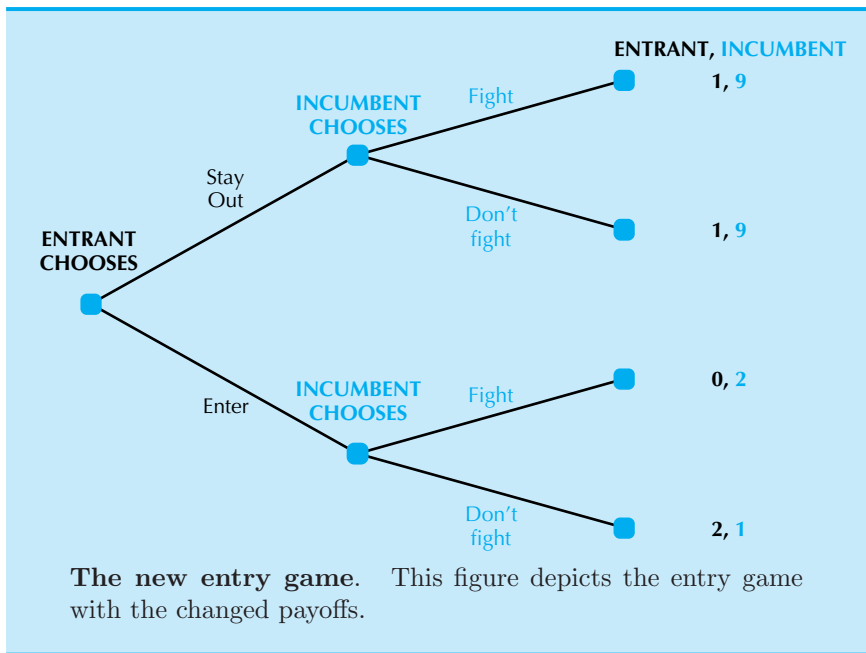 ENTRANT, INCUMBENT
1, 9
Fight
INCUMBENT
CHOOSES
Stay
Out
Don't
fight
1, 9
ENTRANT
CHOOSES
INCUMBENT
CHOOSES
Fight
0, 2
Enter
Don't
fight
2, 1
The new entry game. This figure depicts the entry game
with the changed payoffs.